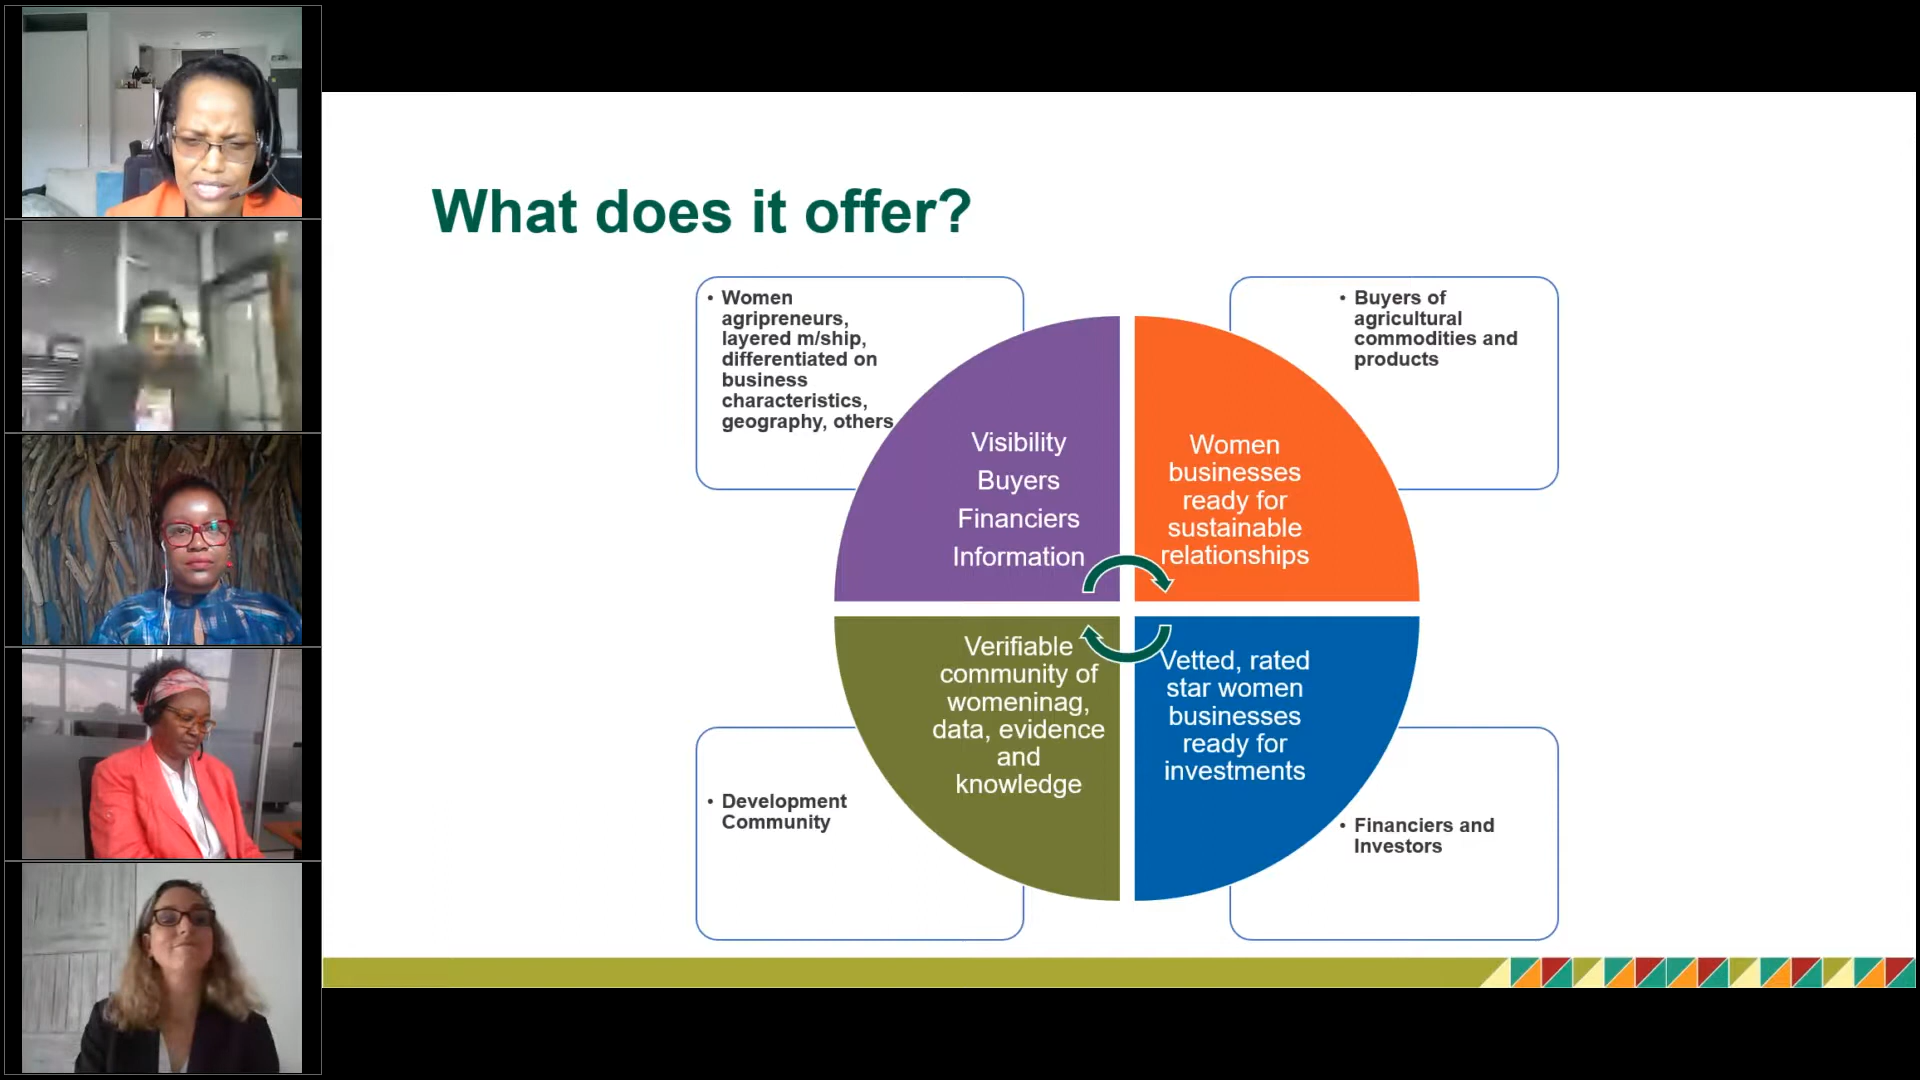 What does it offer?
• Women
agripreneurs,
layered m/ship,
differentiated on
business
characteristics,
geography, others
• Buyers of
agricultural
commodities and
products
Visibility
Buyers
Financiers
Information
Women
businesses
ready for
sustainable
relationships
Verifiable
community of
womeninag,
data, evidence
and
knowledge
Vetted, rated
star women
businesses
ready for
investments
• Development
Community
• Financiers and
Investors